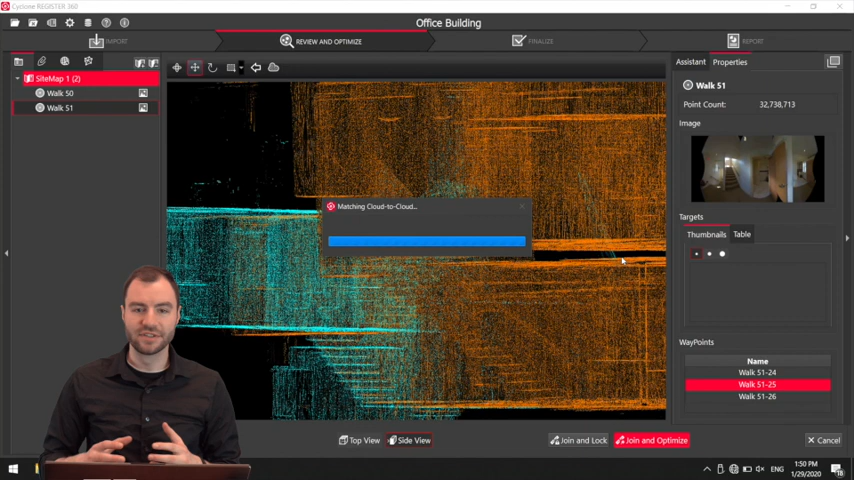 Cyclone REGISTER 360
Office Building
IMPORT
REVIEW AND OPTIMIZE
FINALIZE
REPORT
SiteMap 1 (2)
Walk 50
Walk 51
Matching Cloud-to-Cloud...
Assistant
Properties
Walk 51
Point Count:
32,738,713
Image
Targets
Thumbnails
Table
WayPoints
Name
Walk 51-24
Walk 51-25
Walk 51-26
Top View
Side View
Join and Lock
Join and Optimize
Cancel
ENG
1:50 PM
1/29/2020
18